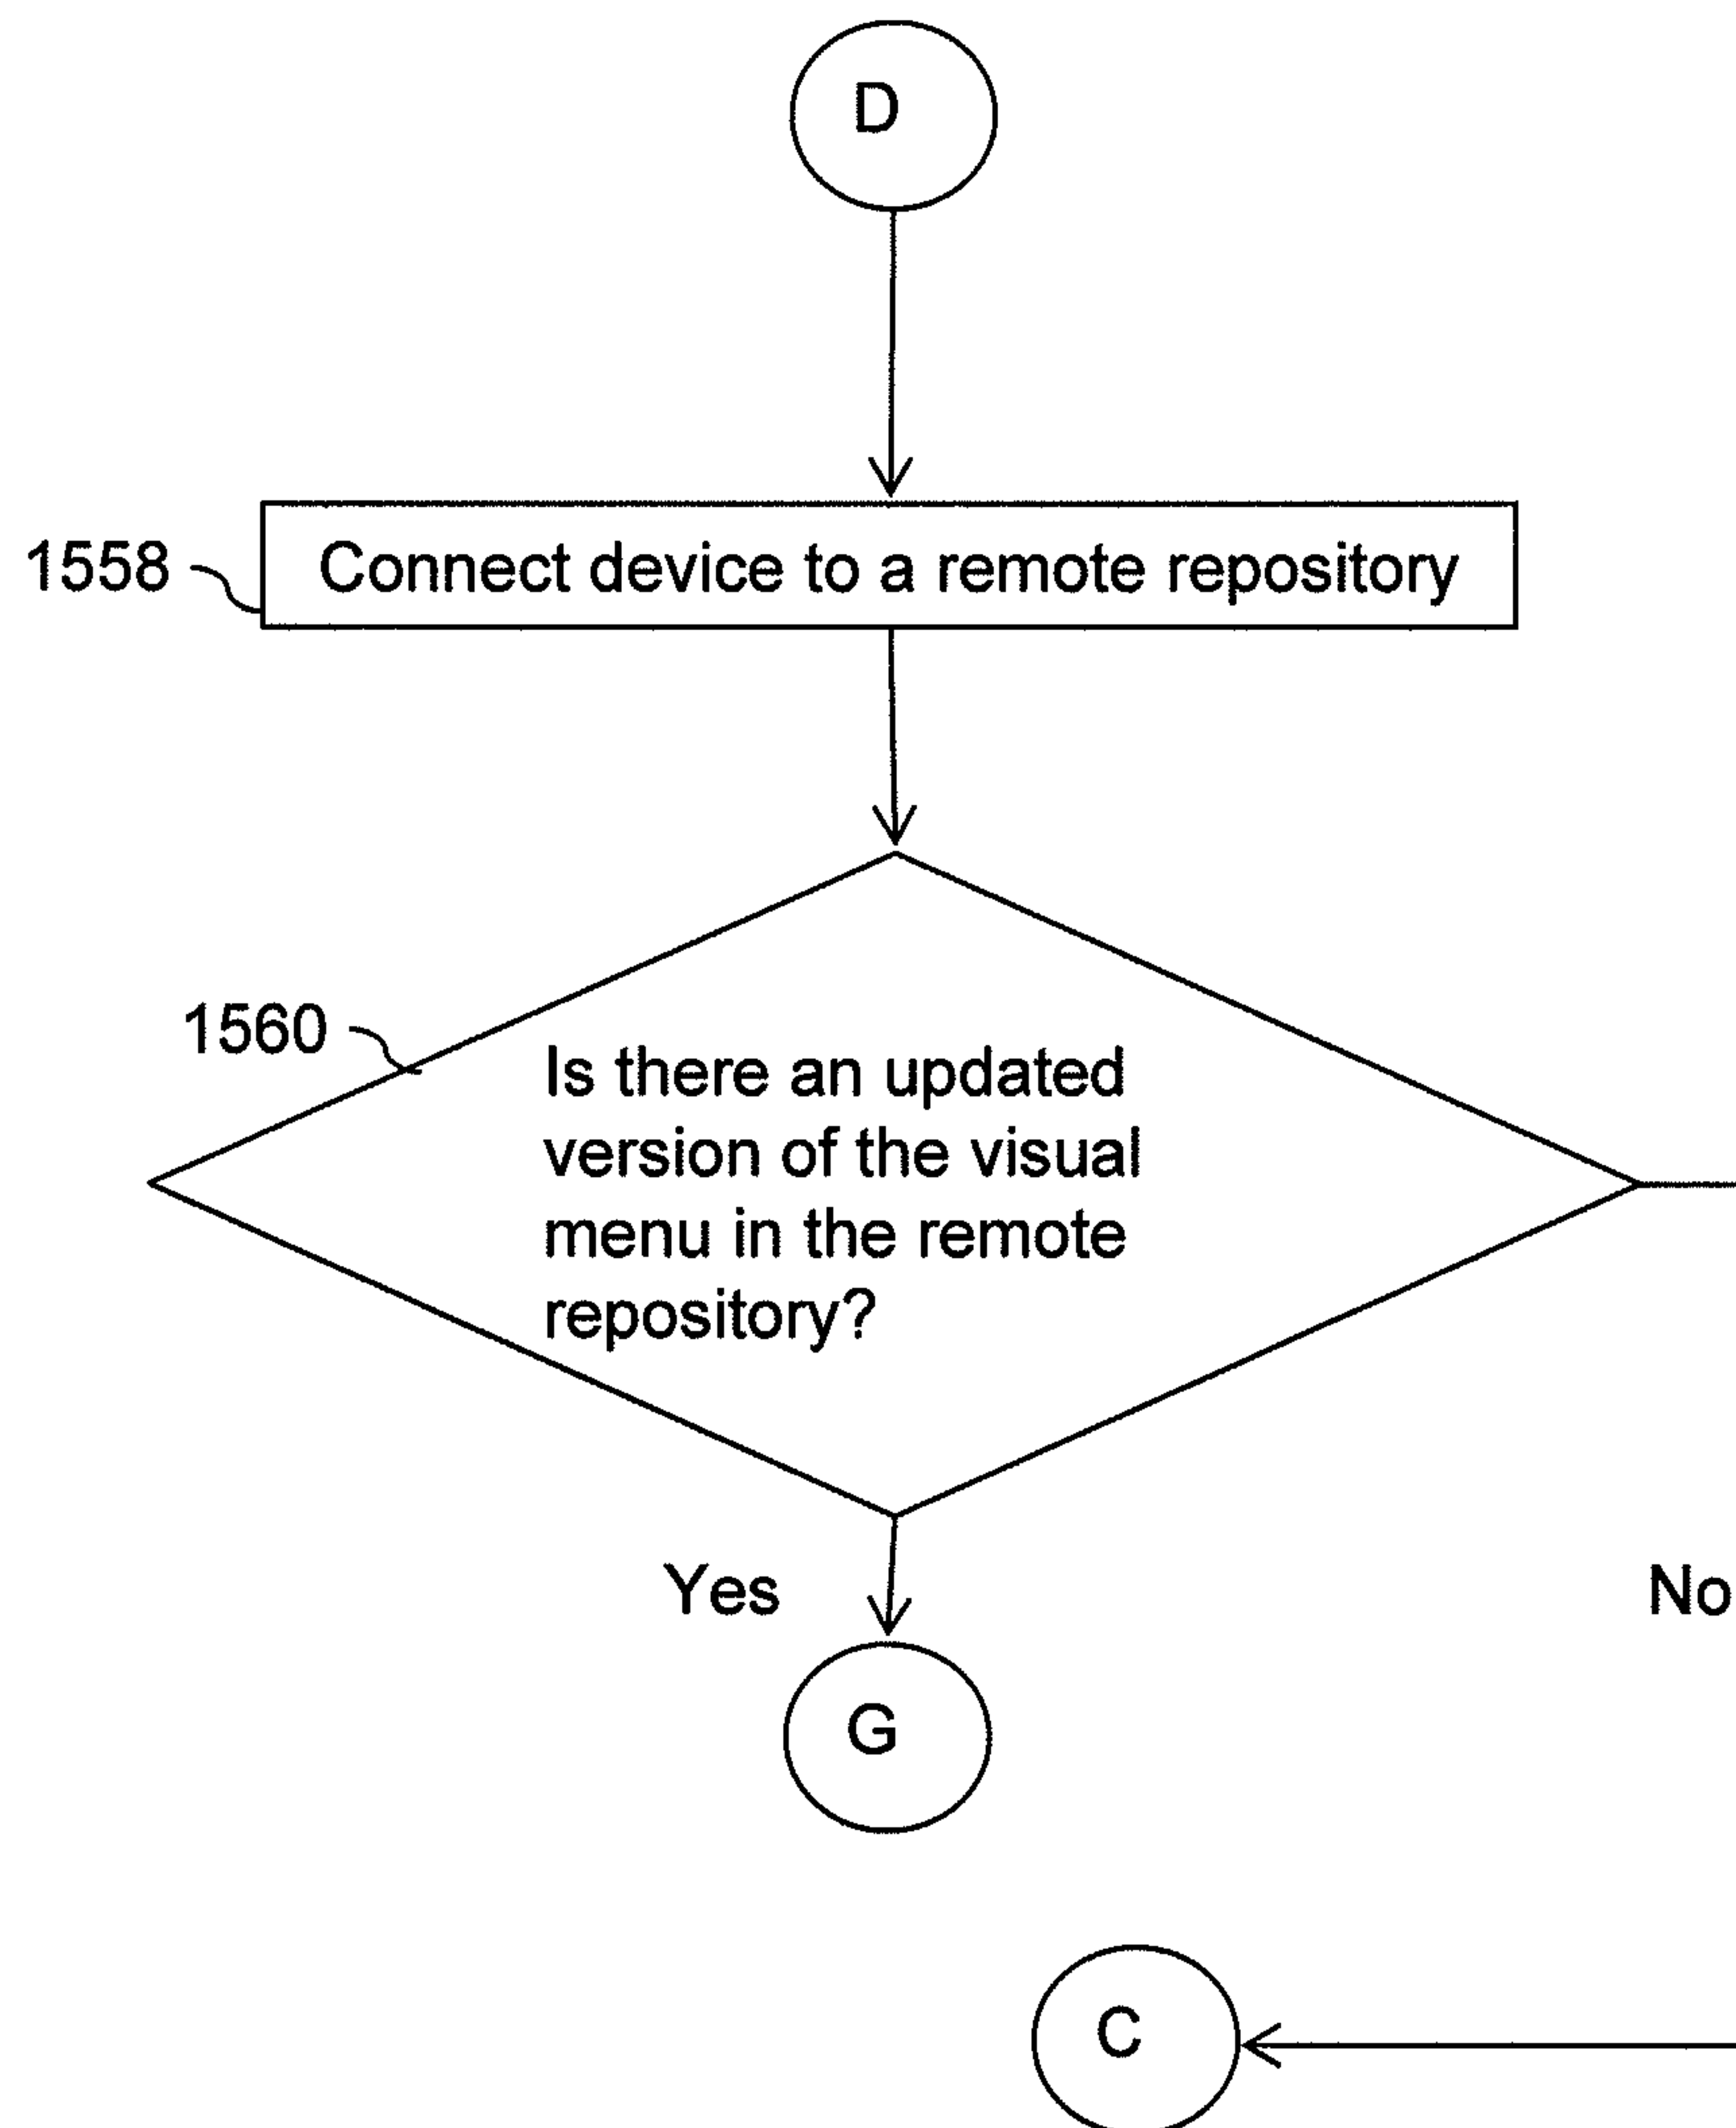 D
1558
Connect device to a remote repository
1560
Is there an updated
version of the visual
menu in the remote
repository?
Yes
No
G
C